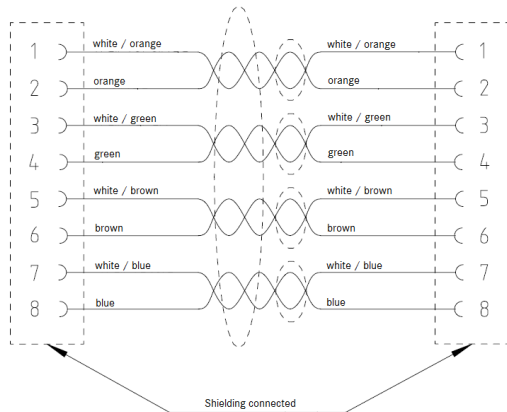 1 white / orange white / orange 1
2 orange orange 2
3 white / green white / green 3
4 green green 4
5 white / brown white / brown 5
6 brown brown 6
7 white / blue white / blue 7
8 blue blue 8
Shielding connected